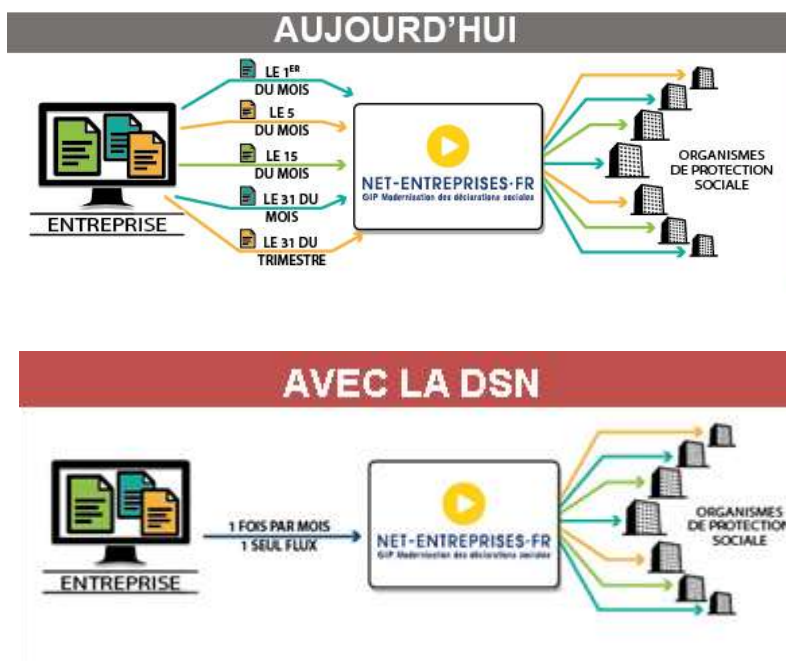 AUJOURD'HUI
LE 1ER
DU MOIS
LE 5
DU MOIS
LE 15
DU MOIS
LE 31 DU
MOIS
LE 31 DU
TRIMESTRE
ENTREPRISE
NET-ENTREPRISES·FR
GIP Modernisation des déclarations sociales
ORGANISMES
DE PROTECTION
SOCIALE
AVEC LA DSN
1 FOIS PAR MOIS
1 SEUL FLUX
ENTREPRISE
NET-ENTREPRISES·FR
GIP Modernisation des déclarations sociales
ORGANISMES
DE PROTECTION
SOCIALE